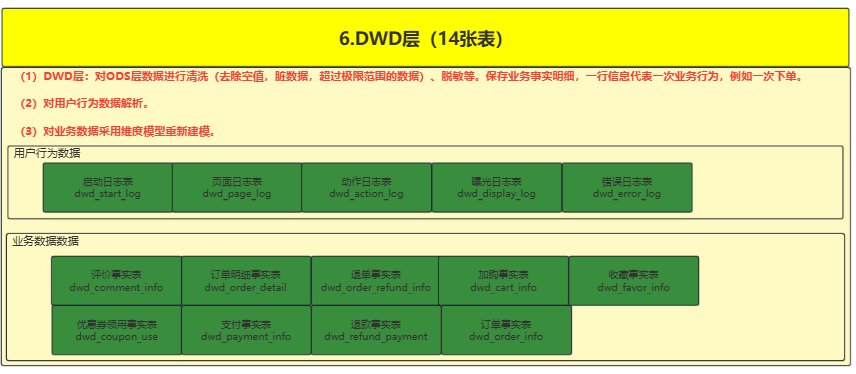 6.DWD层（14张表）
（1）DWD层：对ODS层数据进行清洗（去除空值，脏数据，超过极限范围的数据）、脱敏等。保存业务事实明细，一行信息代表一次业务行为，例如一次下单。
（2）对用户行为数据解析。
（3）对业务数据采用维度模型重新建模。
用户行为数据
启动日志表
dwd_start_log
页面日志表
dwd_page_log
动作日志表
dwd_action_log
曝光日志表
dwd_display_log
错误日志表
dwd_error_log
业务数据数据
评价事实表
dwd_comment_info
订单明细事实表
dwd_order_detail
退单事实表
dwd_order_refund_info
加购事实表
dwd_cart_info
收藏事实表
dwd_favor_info
优惠券领用事实表
dwd_coupon_use
支付事实表
dwd_payment_info
退款事实表
dwd_refund_payment
订单事实表
dwd_order_info